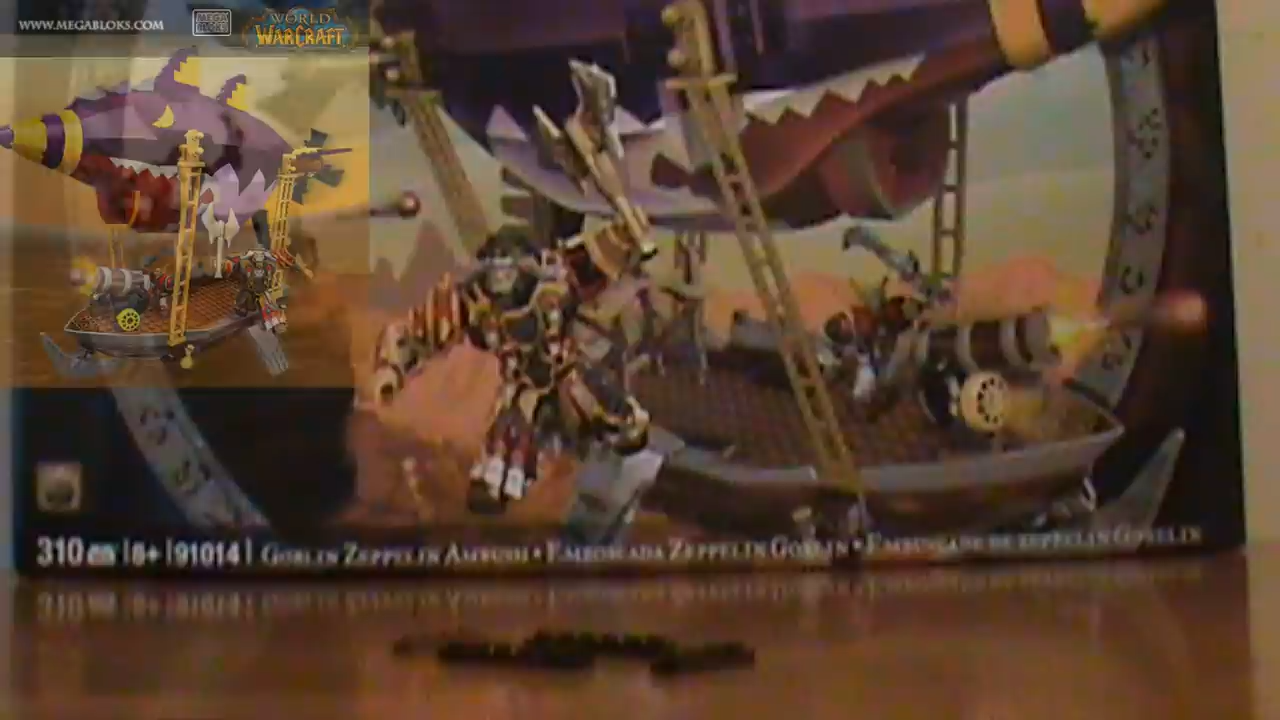 WWW.MEGABLOKS.COM
MEGA BLOKS
WORLD
WARCRAFT
310 8+ 91014 GOBLIN ZEPPELIN AMBUSH • EMBOSCADA ZEPPELIN GOBLIN • EMBUSCADE DE ZEPPELIN GOBELIN